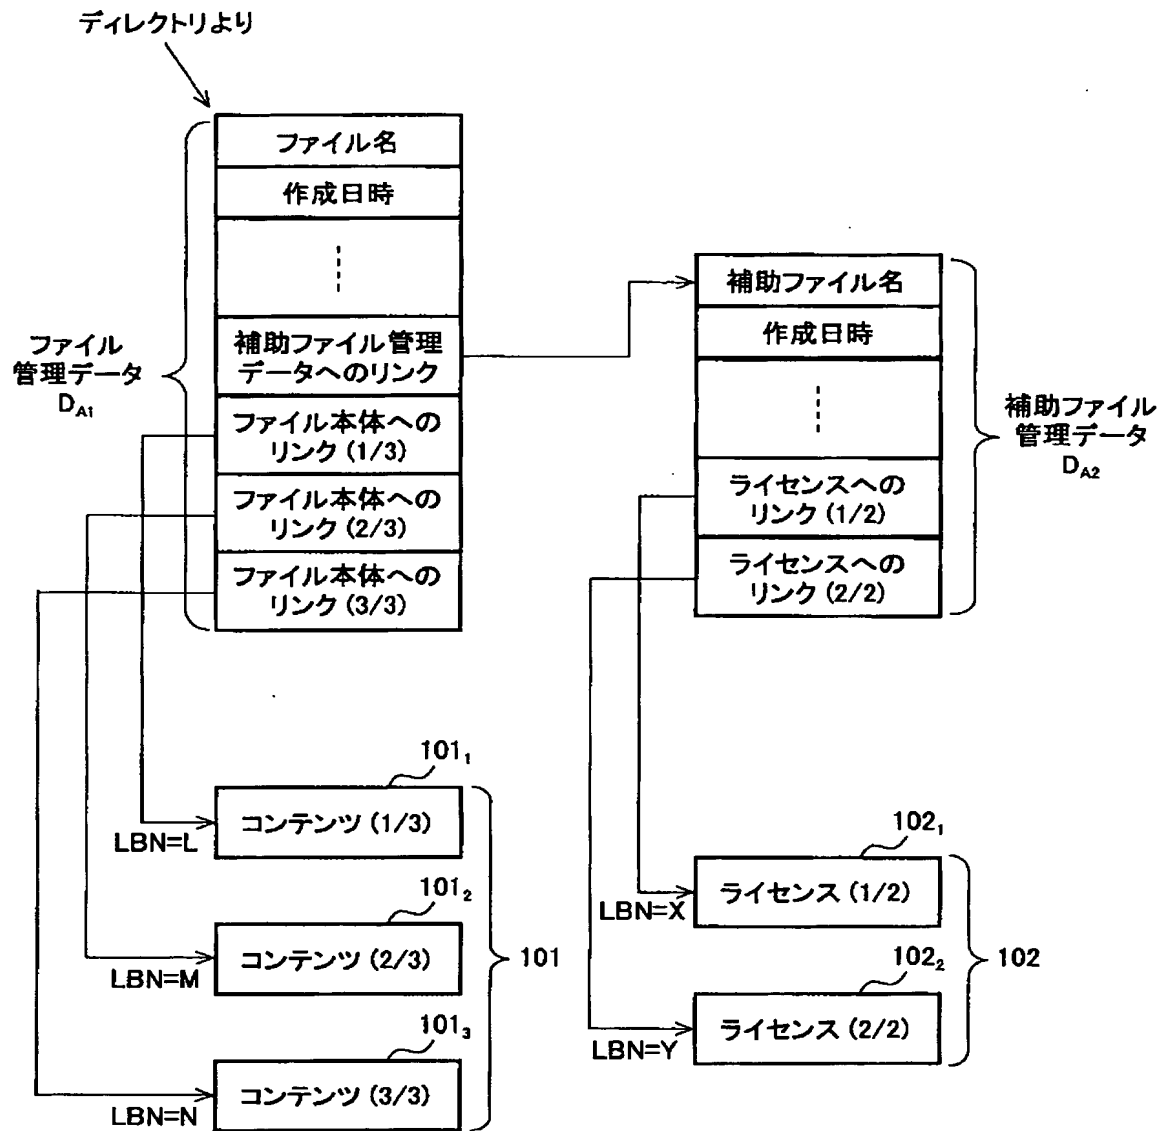 ディレクトリより
ファイル名
作成日時
補助ファイル管理
データへのリンク
ファイル本体への
リンク(1/3)
ファイル本体への
リンク(2/3)
ファイル本体への
リンク(3/3)
ファイル
管理データ
D_A1
補助ファイル名
作成日時
ライセンスへの
リンク(1/2)
ライセンスへの
リンク(2/2)
補助ファイル
管理データ
D_A2
101₁
コンテンツ(1/3)
LBN=L
101₂
コンテンツ(2/3)
LBN=M
101₃
コンテンツ(3/3)
LBN=N
101
102₁
ライセンス(1/2)
LBN=X
102₂
ライセンス(2/2)
LBN=Y
102